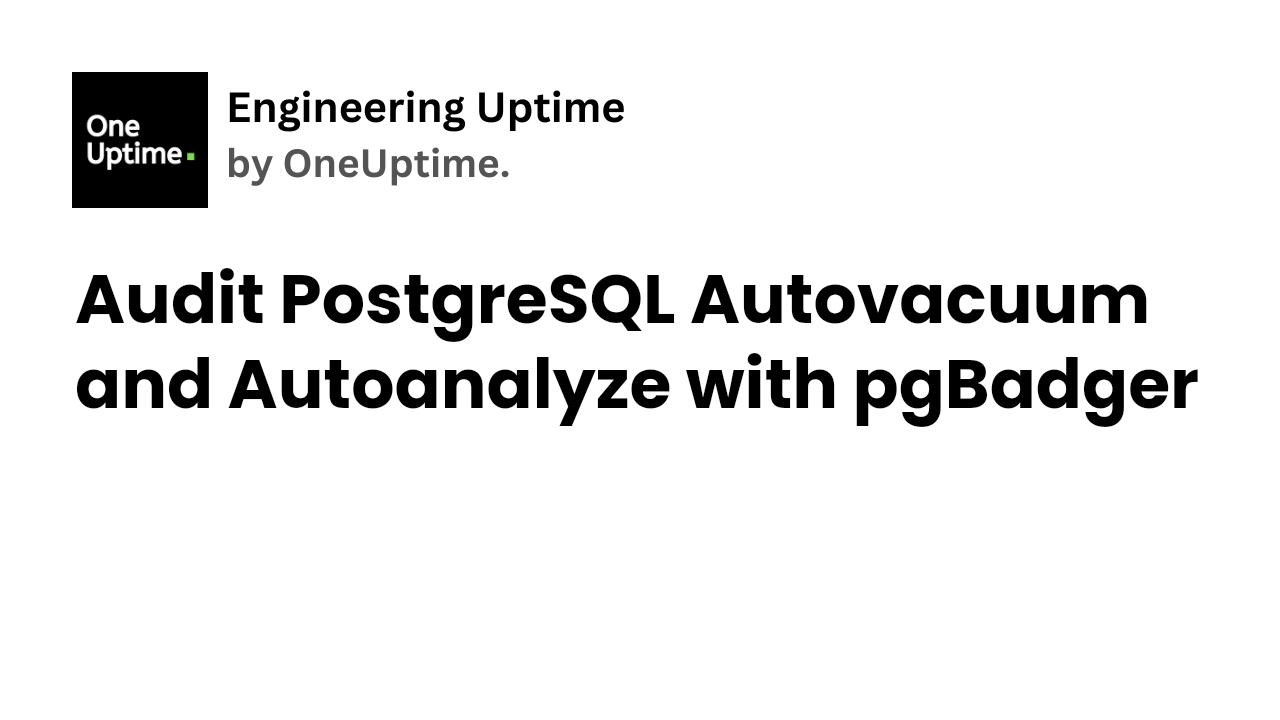 One
Uptime
Engineering Uptime
by OneUptime.
Audit PostgreSQL Autovacuum
and Autoanalyze with pgBadger